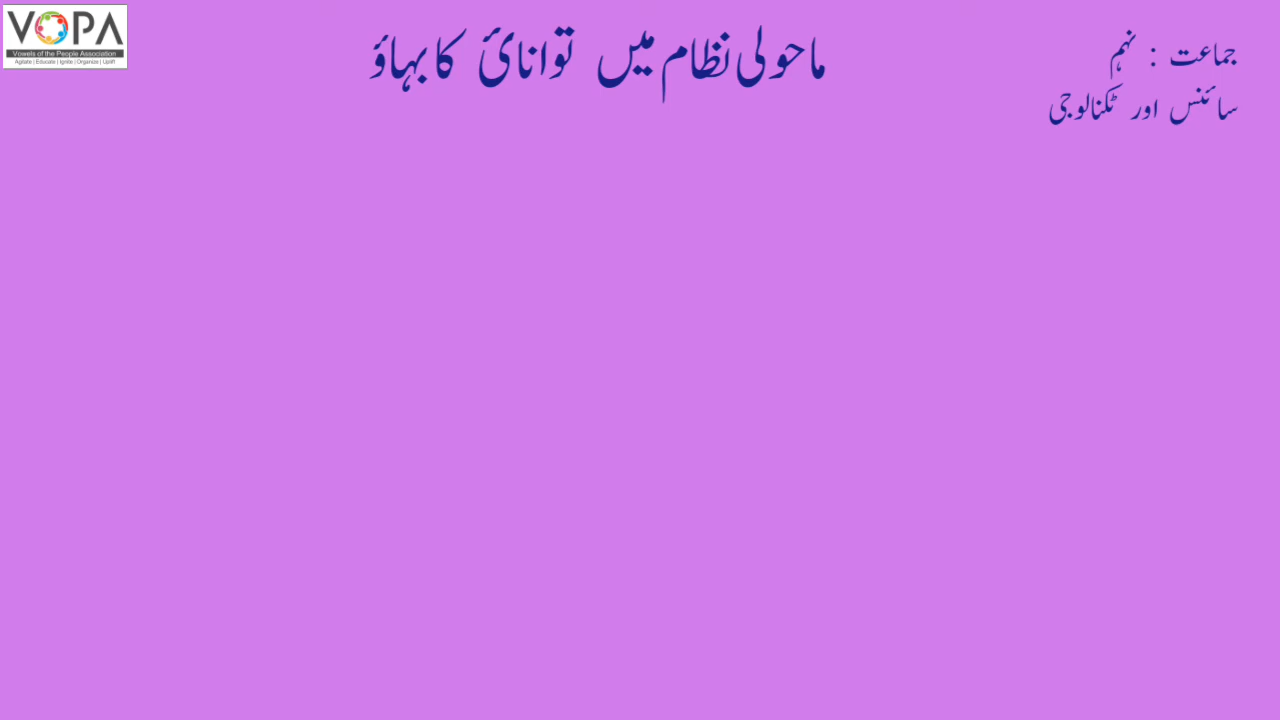 VOPA
Vowels of the People Association
Agitate | Educate | Ignite | Organize | Uplift
ماحولی نظام میں توانائ کا بہاؤ
جماعت : نہم
سائنس اور ٹکنالوجی